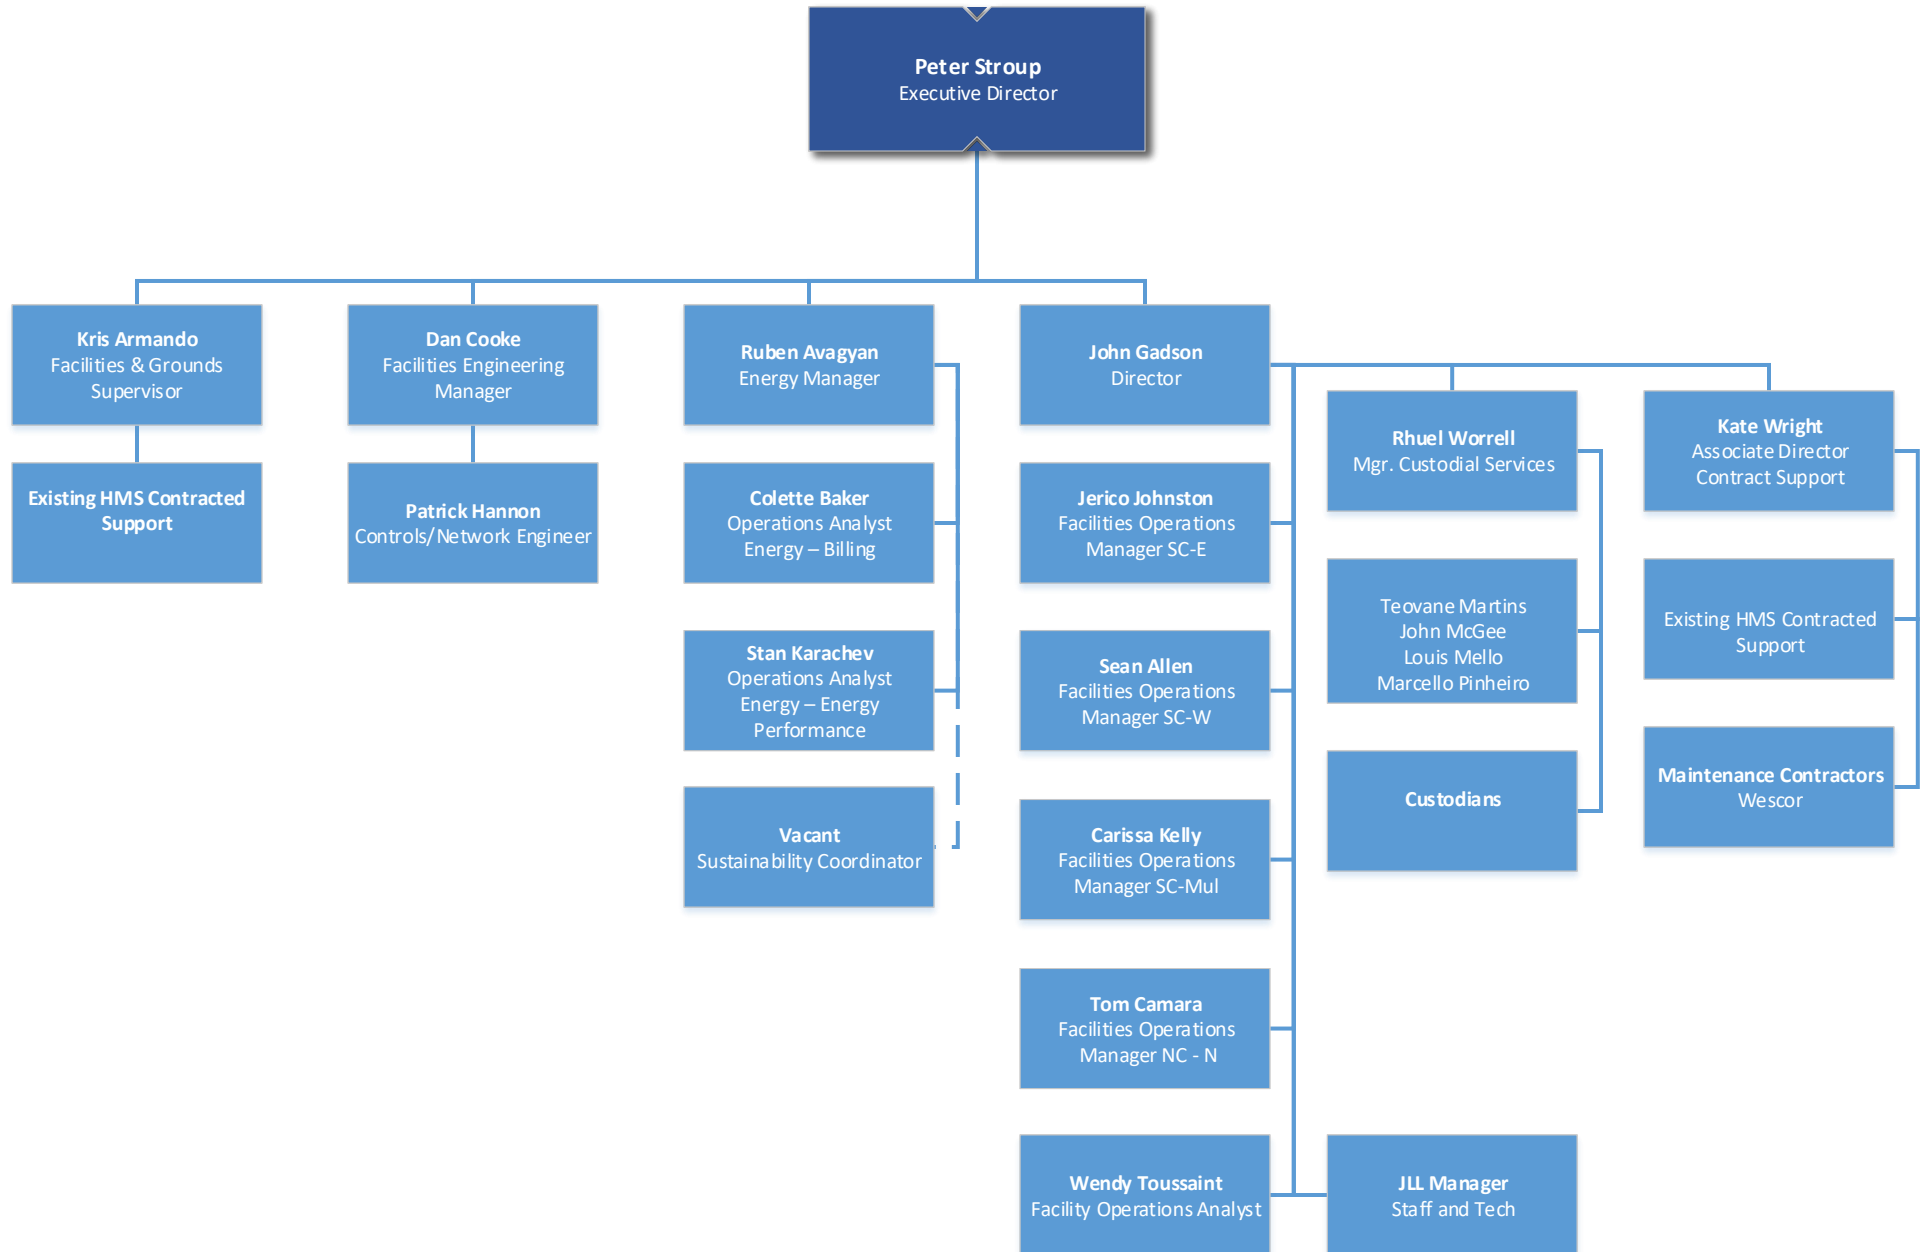 Peter Stroup
Executive Director
Kris Armando
Facilities & Grounds
Supervisor
Existing HMS Contracted
Support
Dan Cooke
Facilities Engineering
Manager
Patrick Hannon
Controls/Network Engineer
Ruben Avagyan
Energy Manager
Colette Baker
Operations Analyst
Energy – Billing
Stan Karachev
Operations Analyst
Energy – Energy
Performance
Vacant
Sustainability Coordinator
John Gadson
Director
Jerico Johnston
Facilities Operations
Manager SC-E
Sean Allen
Facilities Operations
Manager SC-W
Carissa Kelly
Facilities Operations
Manager SC-Mul
Tom Camara
Facilities Operations
Manager NC - N
Wendy Toussaint
Facility Operations Analyst
JLL Manager
Staff and Tech
Rhuel Worrell
Mgr. Custodial Services
Teovane Martins
John McGee
Louis Mello
Marcello Pinheiro
Custodians
Kate Wright
Associate Director
Contract Support
Existing HMS Contracted
Support
Maintenance Contractors
Wescor